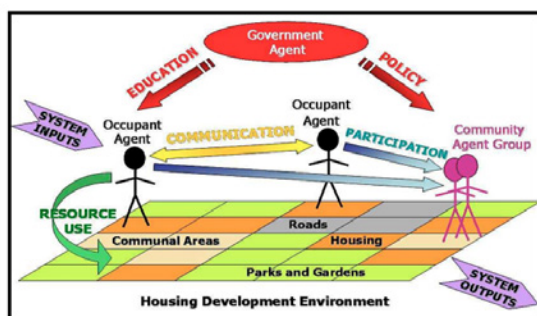 Government
Agent
EDUCATION
POLICY
SYSTEM
INPUTS
Occupant
Agent
COMMUNICATION
Occupant
Agent
PARTICIPATION
Community
Agent Group
RESOURCE
USE
Roads
Communal Areas
Housing
Parks and Gardens
Housing Development Environment
SYSTEM
OUTPUTS